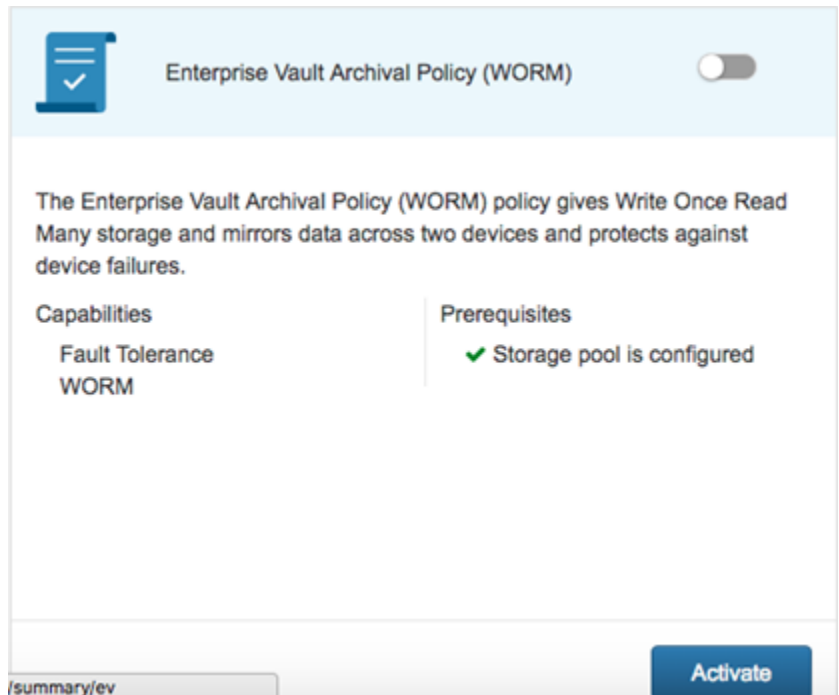 Enterprise Vault Archival Policy (WORM)
The Enterprise Vault Archival Policy (WORM) policy gives Write Once Read
Many storage and mirrors data across two devices and protects against
device failures.
Capabilities
Fault Tolerance
WORM
Prerequisites
Storage pool is configured
Activate
/summary/ev